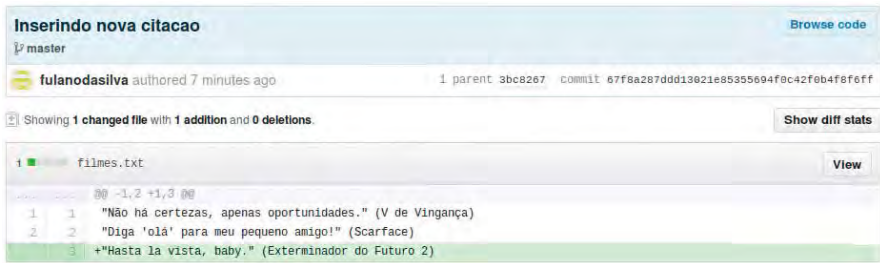 Inserindo nova citacao
Browse code
master
fulanodasilva authored 7 minutes ago
1 parent 3bc8267 commit 67f8a287ddd13021e85355694f0c42f0b4f8f6ff
Showing 1 changed file with 1 addition and 0 deletions.
Show diff stats
1 filmes.txt
View
... ... @@ -1,2 +1,3 @@
1 1 "Não há certezas, apenas oportunidades." (V de Vingança)
2 2 "Diga 'olá' para meu pequeno amigo!" (Scarface)
3 +"Hasta la vista, baby." (Exterminador do Futuro 2)